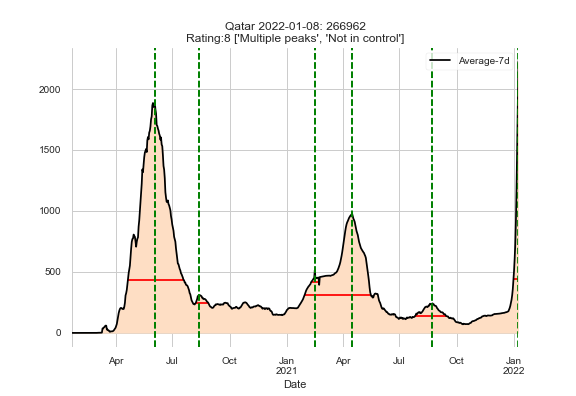 Qatar 2022-01-08: 266962
Rating:8 ['Multiple peaks', 'Not in control']
Average-7d
2000
1500
1000
500
0
Apr Jul Oct Jan Apr Jul Oct Jan
2021 2022
Date